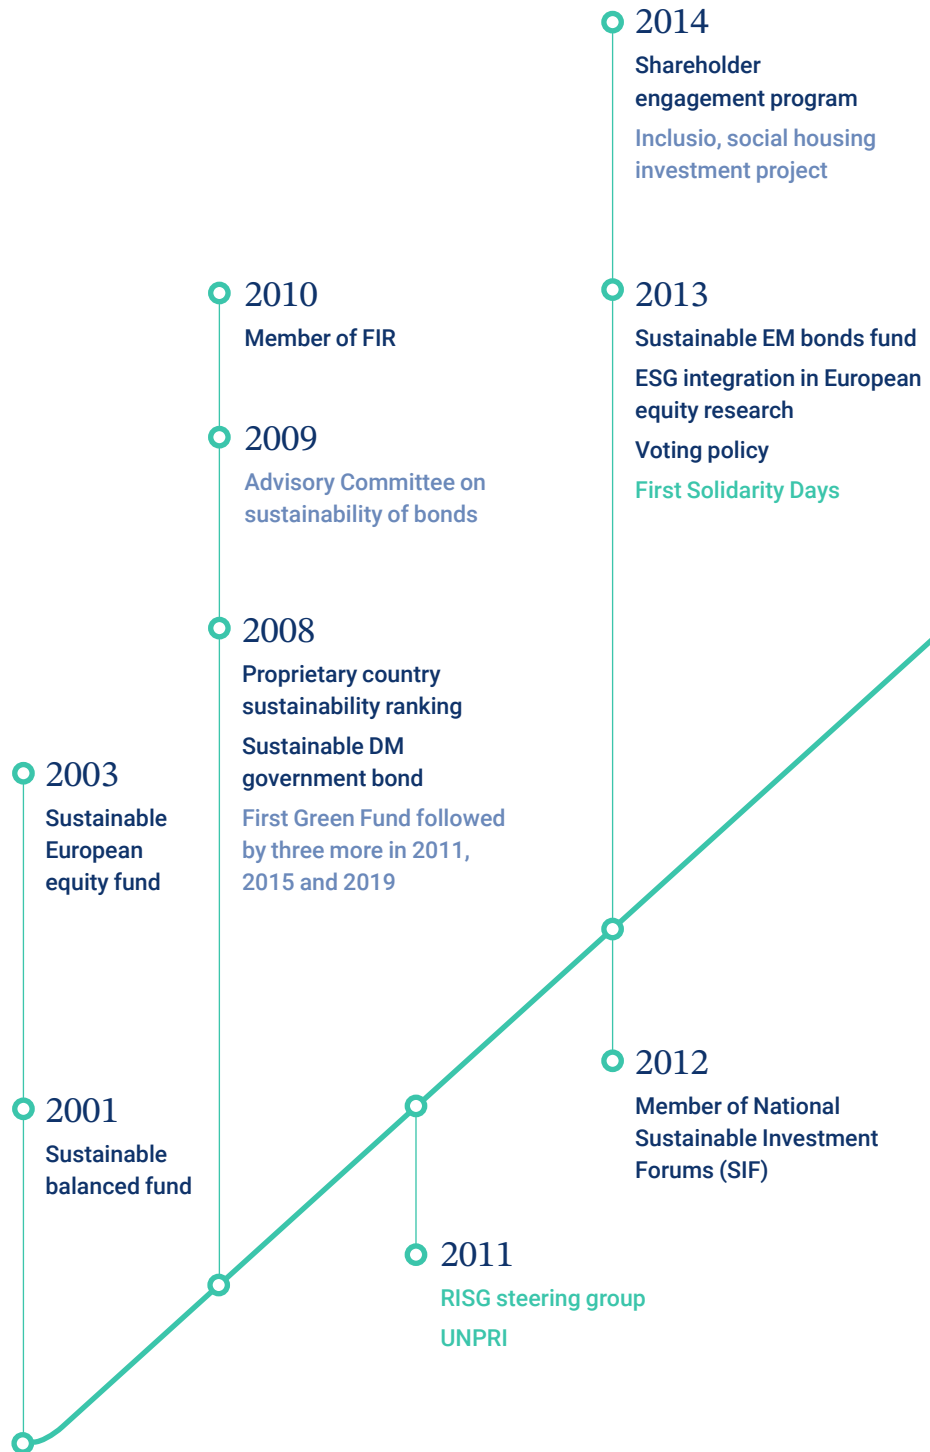 2014
Shareholder
engagement program
Inclusio, social housing
investment project
2010
Member of FIR
2013
Sustainable EM bonds fund
ESG integration in European
equity research
Voting policy
First Solidarity Days
2009
Advisory Committee on
sustainability of bonds
2008
Proprietary country
sustainability ranking
Sustainable DM
government bond
First Green Fund followed
by three more in 2011,
2015 and 2019
2003
Sustainable
European
equity fund
2012
Member of National
Sustainable Investment
Forums (SIF)
2001
Sustainable
balanced fund
2011
RISG steering group
UNPRI